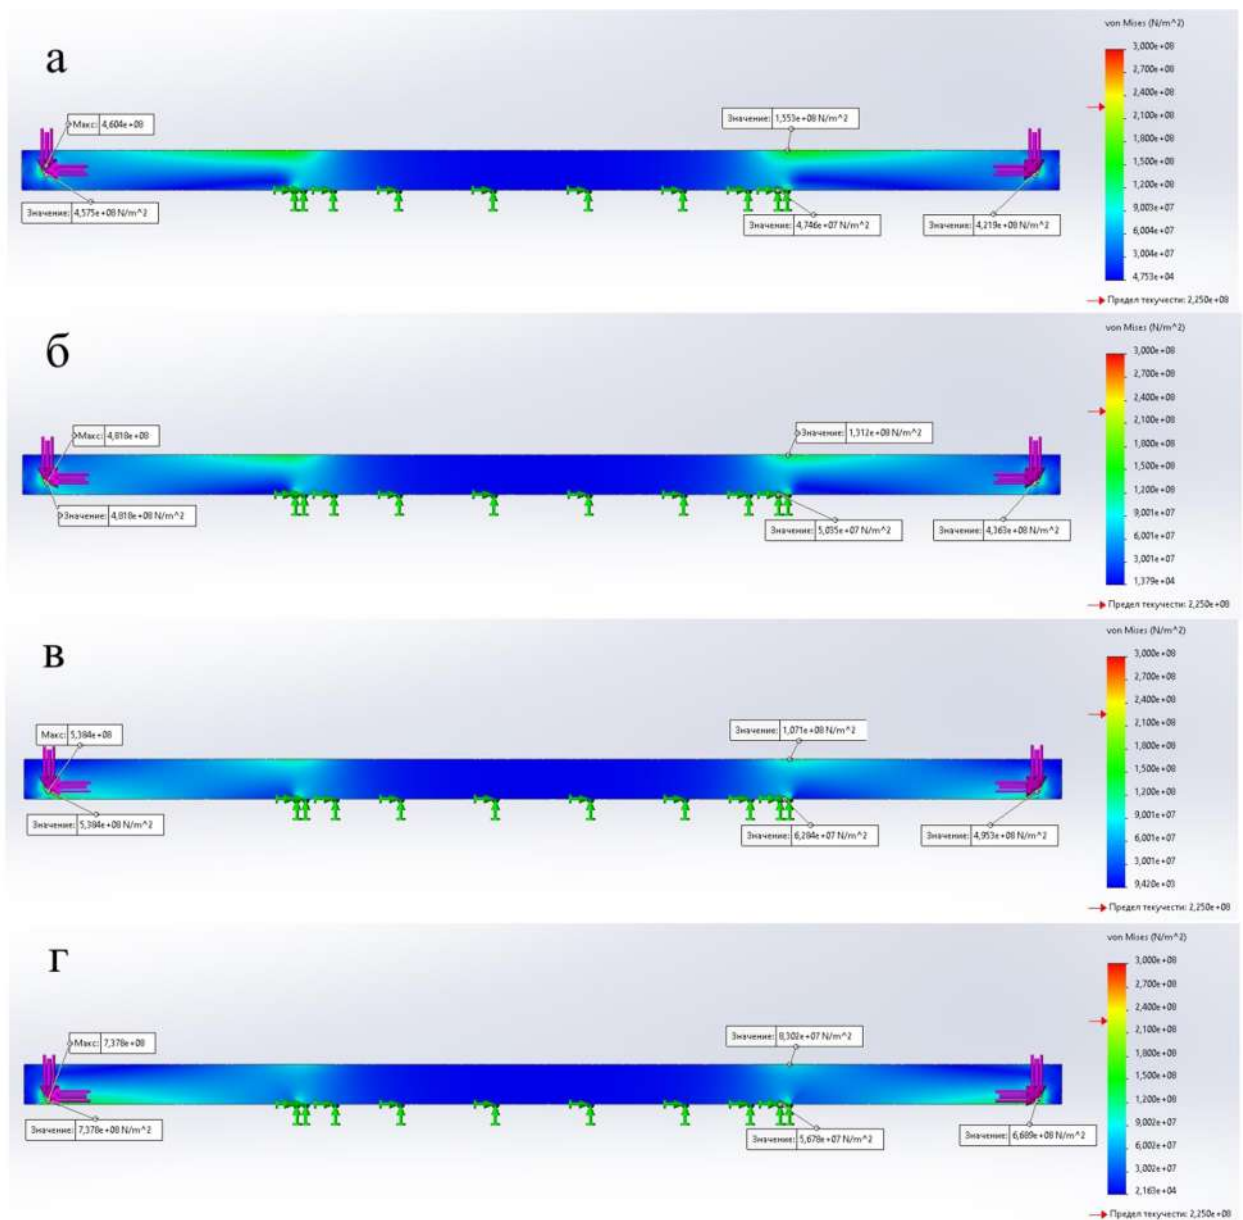 а
von Mises (N/m^2)
3,000e+08
2,700e+08
2,400e+08
2,100e+08
1,800e+08
1,500e+08
1,200e+08
9,003e+07
6,004e+07
3,004e+07
4,753e+04
Предел текучести: 2,250e+08
Макс: 4,604e+08
Значение: 1,553e+08 N/m^2
Значение: 4,575e+08 N/m^2
Значение: 4,746e+07 N/m^2
Значение: 4,219e+08 N/m^2
б
von Mises (N/m^2)
3,000e+08
2,700e+08
2,400e+08
2,100e+08
1,800e+08
1,500e+08
1,200e+08
9,001e+07
6,001e+07
3,001e+07
1,379e+04
Предел текучести: 2,250e+08
Макс: 4,818e+08
Значение: 1,312e+08 N/m^2
Значение: 4,818e+08 N/m^2
Значение: 5,035e+07 N/m^2
Значение: 4,363e+08 N/m^2
в
von Mises (N/m^2)
3,000e+08
2,700e+08
2,400e+08
2,100e+08
1,800e+08
1,500e+08
1,200e+08
9,001e+07
6,001e+07
3,001e+07
9,420e+03
Предел текучести: 2,250e+08
Макс: 5,384e+08
Значение: 1,071e+08 N/m^2
Значение: 5,384e+08 N/m^2
Значение: 6,284e+07 N/m^2
Значение: 4,953e+08 N/m^2
г
von Mises (N/m^2)
3,000e+08
2,700e+08
2,400e+08
2,100e+08
1,800e+08
1,500e+08
1,200e+08
9,002e+07
6,002e+07
3,002e+07
2,163e+04
Предел текучести: 2,250e+08
Макс: 7,378e+08
Значение: 8,302e+07 N/m^2
Значение: 7,378e+08 N/m^2
Значение: 5,678e+07 N/m^2
Значение: 6,689e+08 N/m^2